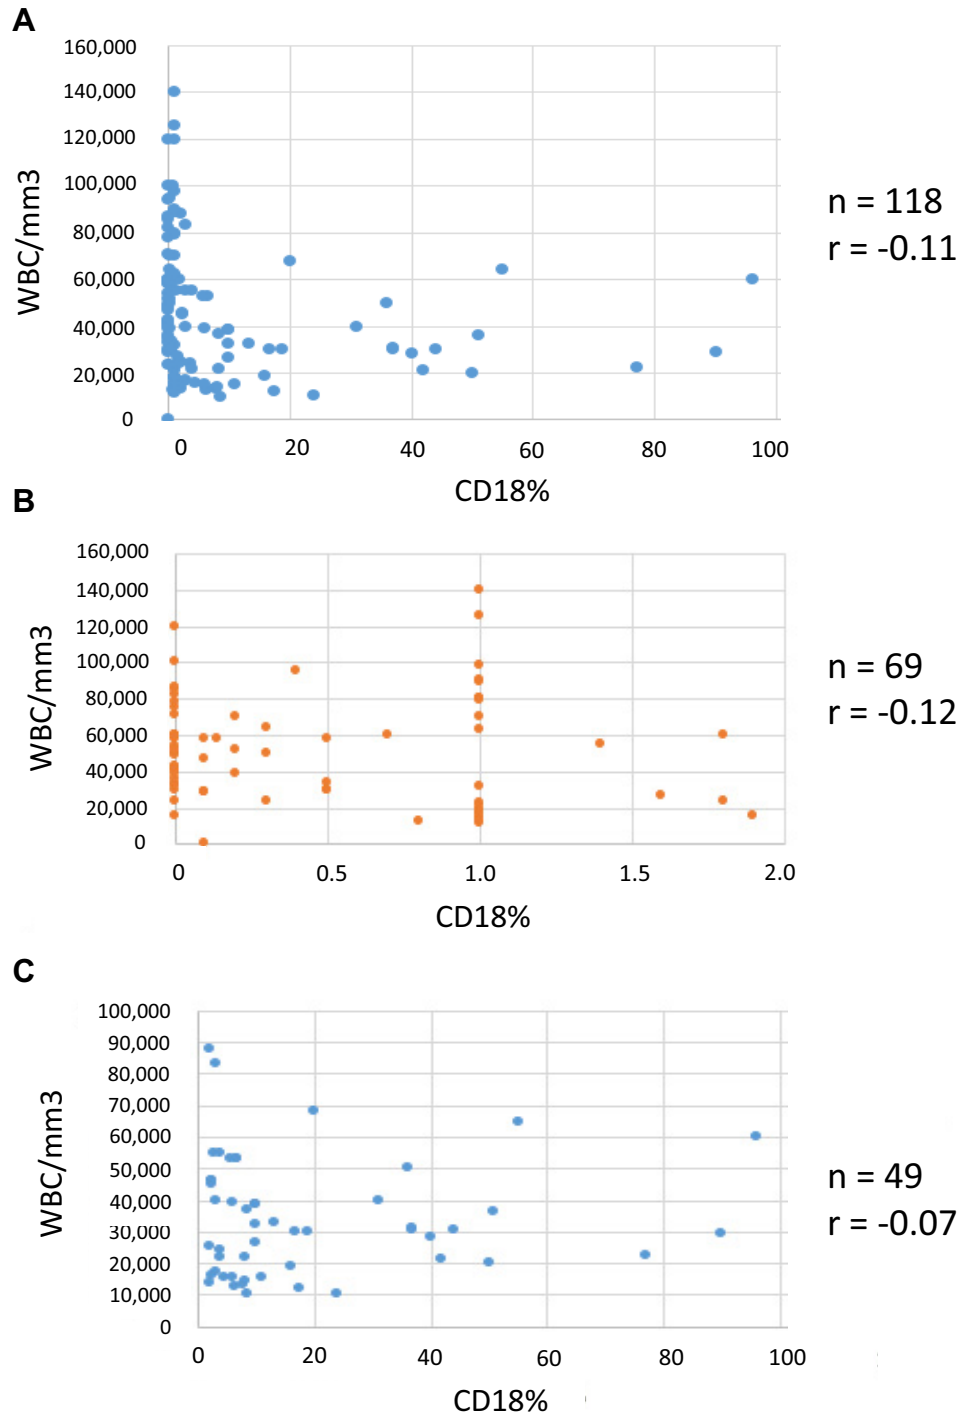 A
160,000
140,000
120,000
100,000
80,000
60,000
40,000
20,000
0
WBC/mm3
0 20 40 60 80 100
CD18%
n = 118
r = -0.11
B
160,000
140,000
120,000
100,000
80,000
60,000
40,000
20,000
0
WBC/mm3
0 0.5 1.0 1.5 2.0
CD18%
n = 69
r = -0.12
C
100,000
90,000
80,000
70,000
60,000
50,000
40,000
30,000
20,000
10,000
0
WBC/mm3
0 20 40 60 80 100
CD18%
n = 49
r = -0.07